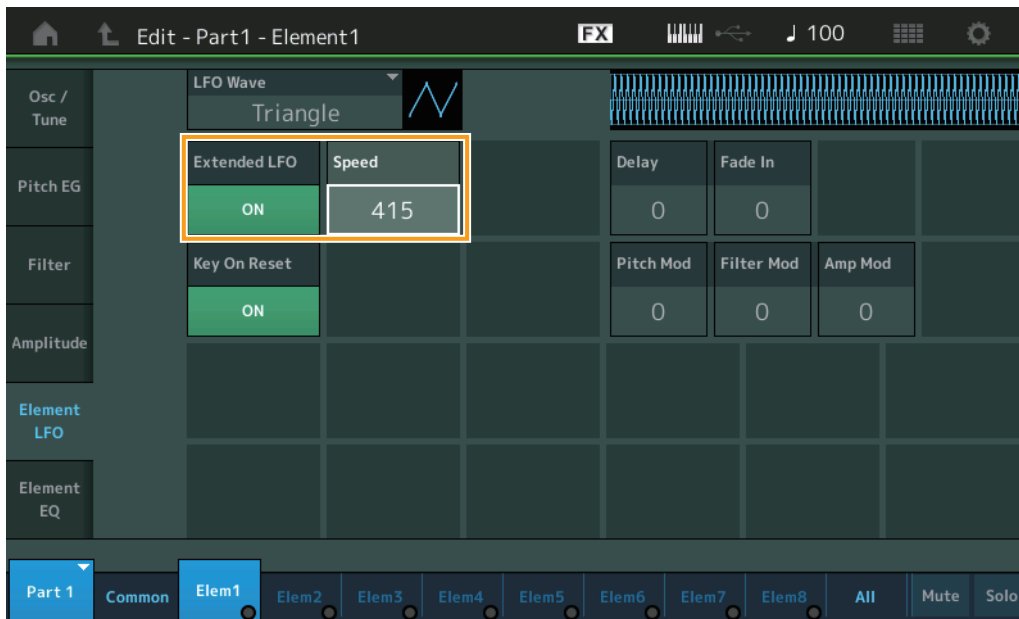 Edit - Part1 - Element1
FX
♩ 100
Osc /
Tune
Pitch EG
Filter
Amplitude
Element
LFO
Element
EQ
LFO Wave
Triangle
Extended LFO
ON
Speed
415
Delay
0
Fade In
0
Key On Reset
ON
Pitch Mod
0
Filter Mod
0
Amp Mod
0
Part 1
Common
Elem1
Elem2
Elem3
Elem4
Elem5
Elem6
Elem7
Elem8
All
Mute
Solo